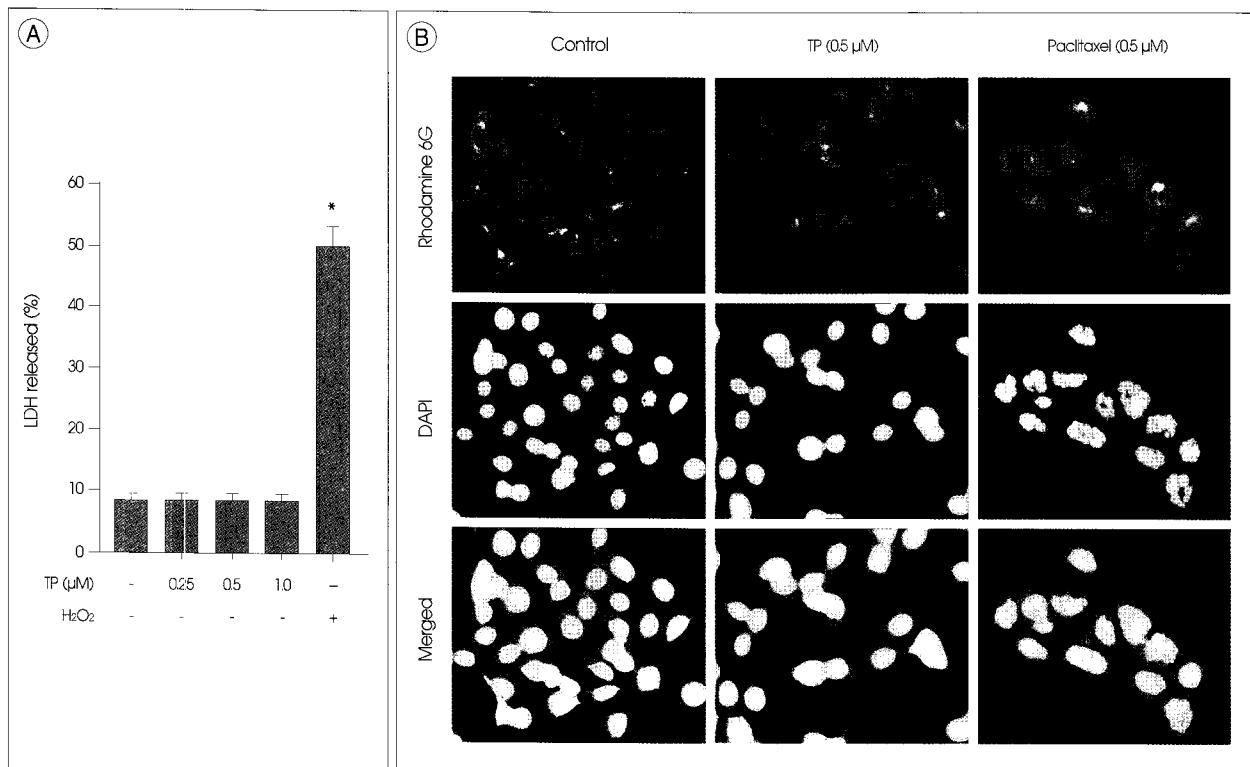 A
60
50
40
30
20
10
0
LDH released (%)
*
TP (µM) - 0.25 0.5 1.0 –
H₂O₂ - - - - +
B
Control TP (0.5 µM) Paclitaxel (0.5 µM)
Rhodamine 6G
DAPI
Merged